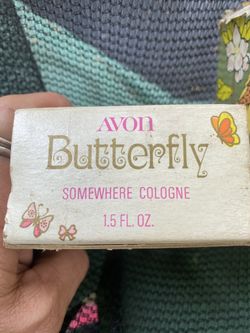 AVON
Butterfly
SOMEWHERE COLOGNE
1.5 FL. OZ.